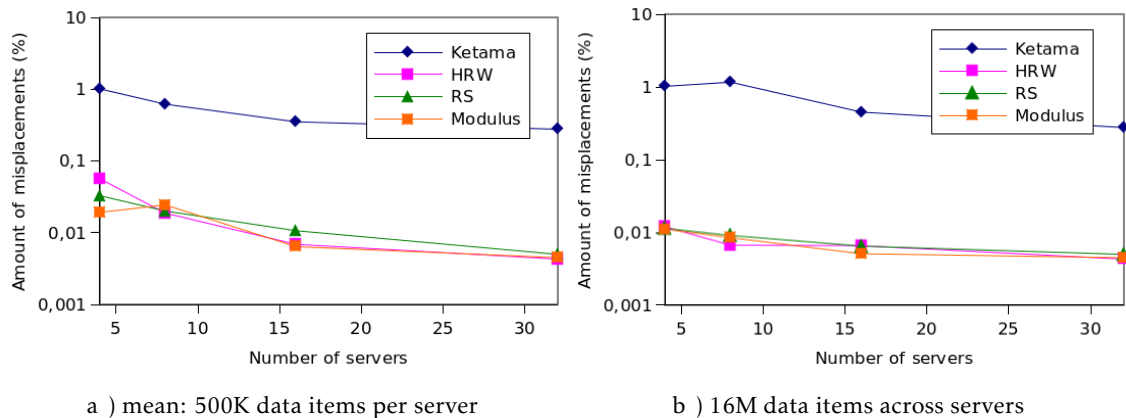 Amount of misplacements (%)
10
1
0,1
0,01
0,001
5
10
15
20
25
30
Number of servers
Ketama
HRW
RS
Modulus
a ) mean: 500K data items per server
Amount of misplacements (%)
10
1
0,1
0,01
0,001
5
10
15
20
25
30
Number of servers
Ketama
HRW
RS
Modulus
b ) 16M data items across servers